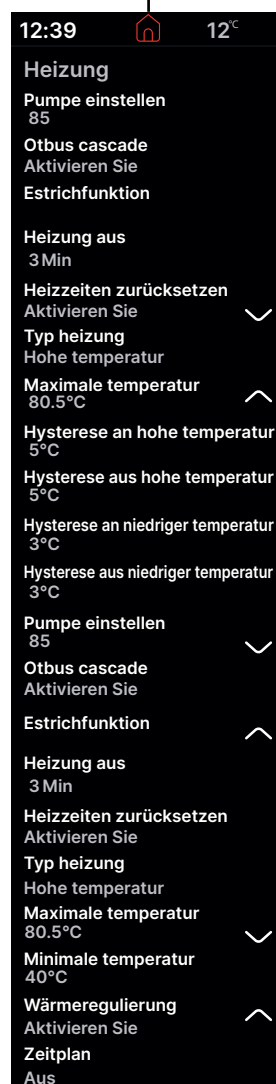 12:39 12°C
Heizung
Pumpe einstellen
85
Otbus cascade
Aktivieren Sie
Estrichfunktion
Heizung aus
3 Min
Heizzeiten zurücksetzen
Aktivieren Sie
Typ heizung
Hohe temperatur
Maximale temperatur
80.5°C
Hysterese an hohe temperatur
5°C
Hysterese aus hohe temperatur
5°C
Hysterese an niedriger temperatur
3°C
Hysterese aus niedriger temperatur
3°C
Pumpe einstellen
85
Otbus cascade
Aktivieren Sie
Estrichfunktion
Heizung aus
3 Min
Heizzeiten zurücksetzen
Aktivieren Sie
Typ heizung
Hohe temperatur
Maximale temperatur
80.5°C
Minimale temperatur
40°C
Wärmeregulierung
Aktivieren Sie
Zeitplan
Aus